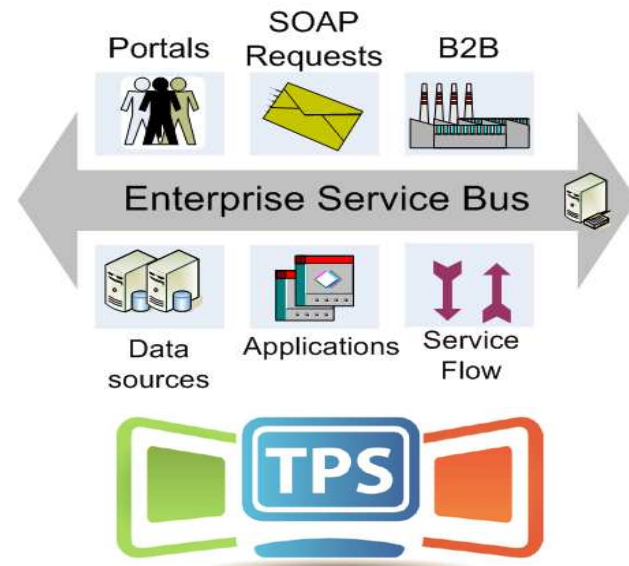 Portals
SOAP
Requests
B2B
Enterprise Service Bus
Data
sources
Applications
Service
Flow
TPS